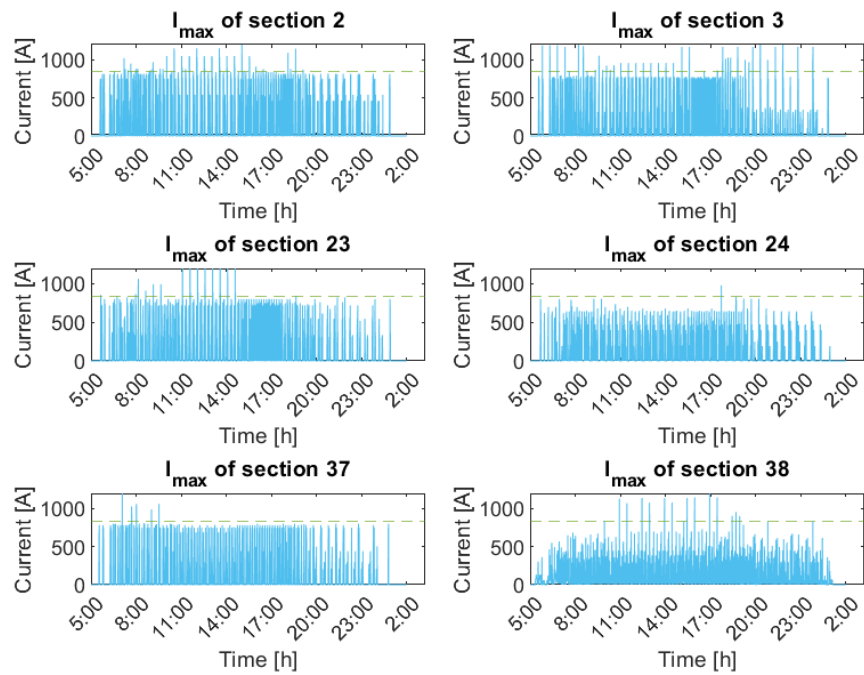 I_max of section 2
Current [A]
1000
500
0
5:00 8:00 11:00 14:00 17:00 20:00 23:00 2:00
Time [h]
I_max of section 3
Current [A]
1000
500
0
5:00 8:00 11:00 14:00 17:00 20:00 23:00 2:00
Time [h]
I_max of section 23
Current [A]
1000
500
0
5:00 8:00 11:00 14:00 17:00 20:00 23:00 2:00
Time [h]
I_max of section 24
Current [A]
1000
500
0
5:00 8:00 11:00 14:00 17:00 20:00 23:00 2:00
Time [h]
I_max of section 37
Current [A]
1000
500
0
5:00 8:00 11:00 14:00 17:00 20:00 23:00 2:00
Time [h]
I_max of section 38
Current [A]
1000
500
0
5:00 8:00 11:00 14:00 17:00 20:00 23:00 2:00
Time [h]